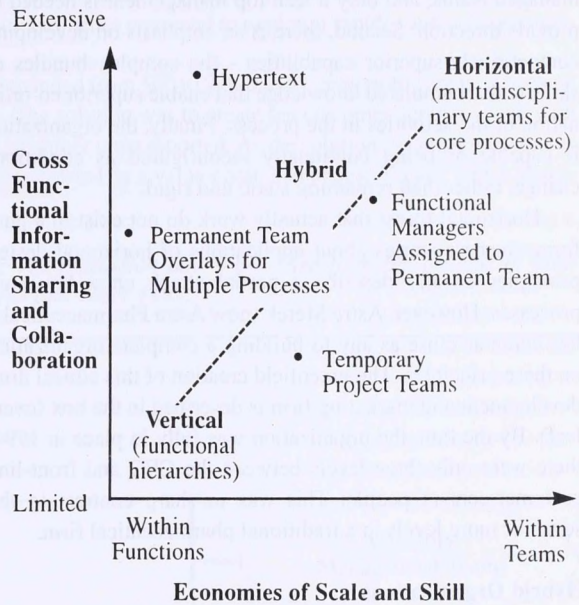 Extensive
Hypertext
Horizontal
(multidiscipli-
nary teams for
core processes)
Hybrid
Cross
Func-
tional
Infor-
mation
Sharing
and
Colla-
boratio
Functional
Managers
Assigned to
Permanent Team
Permanent Team
Overlays for
Multiple Processes
Temporary
Project Teams
Vertical
(functional
hierarchies)
Limited
Within
Functions
Within
Teams
Economies of Scale and Skill